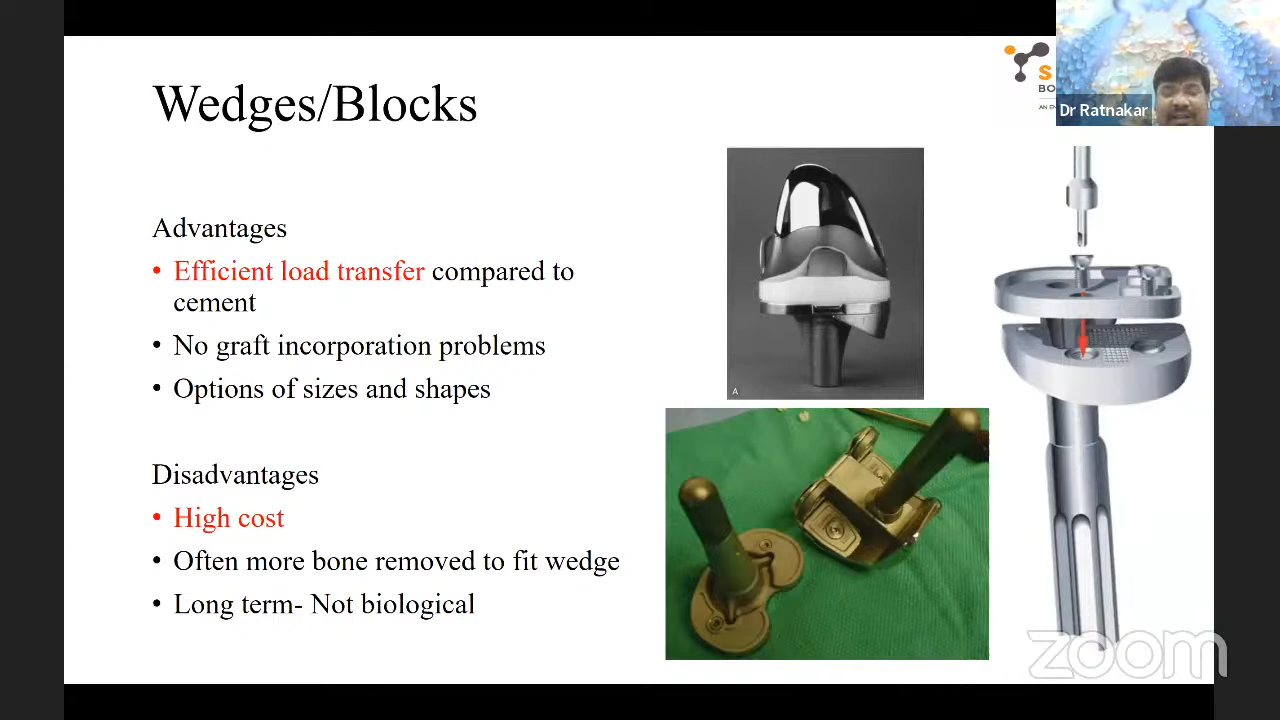 Wedges/Blocks
Dr Ratnakar
Advantages
• Efficient load transfer compared to
cement
• No graft incorporation problems
• Options of sizes and shapes
Disadvantages
• High cost
• Often more bone removed to fit wedge
• Long term- Not biological
A
zoom